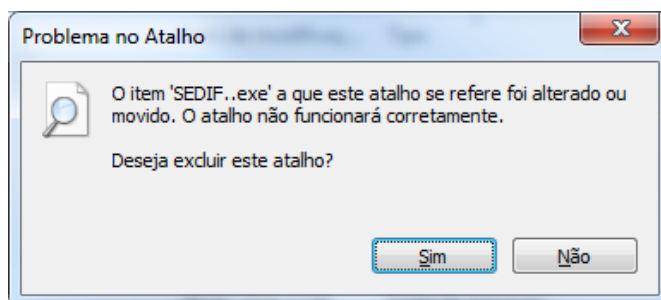 Problema no Atalho
O item 'SEDIF..exe' a que este atalho se refere foi alterado ou
movido. O atalho não funcionará corretamente.
Deseja excluir este atalho?
Sim
Não